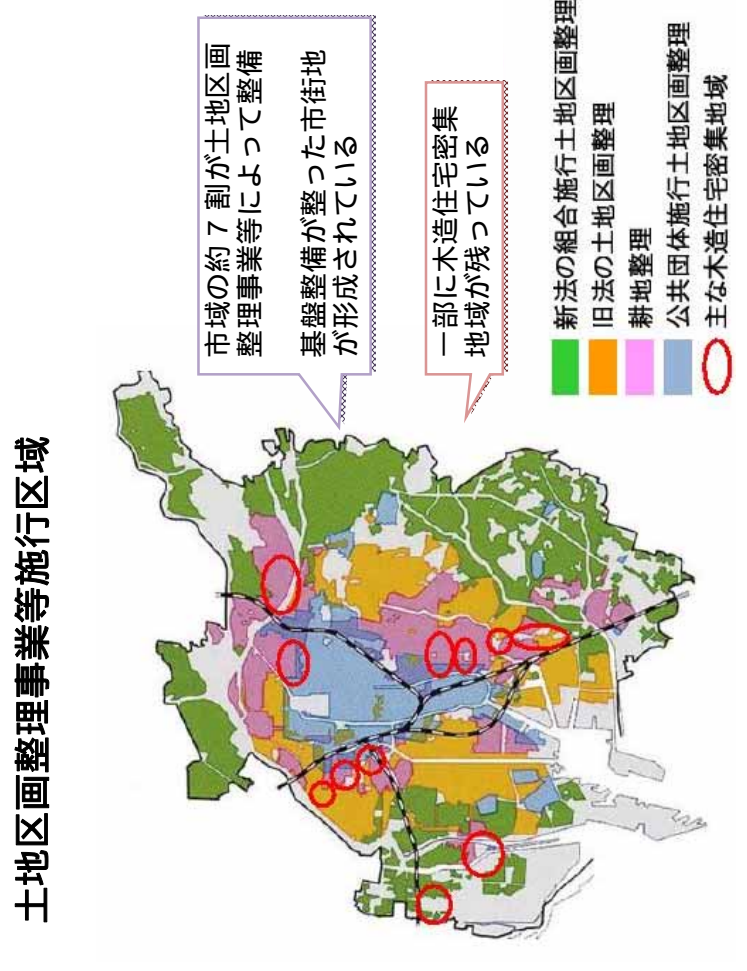 土地区画整理事業等施行区域
市域の約７割が土地区画
整理事業等によって整備
基盤整備が整った市街地
が形成されている
一部に木造住宅密集
地域が残っている
新法の組合施行土地区画整理
旧法の土地区画整理
耕地整理
公共団体施行土地区画整理
主な木造住宅密集地域